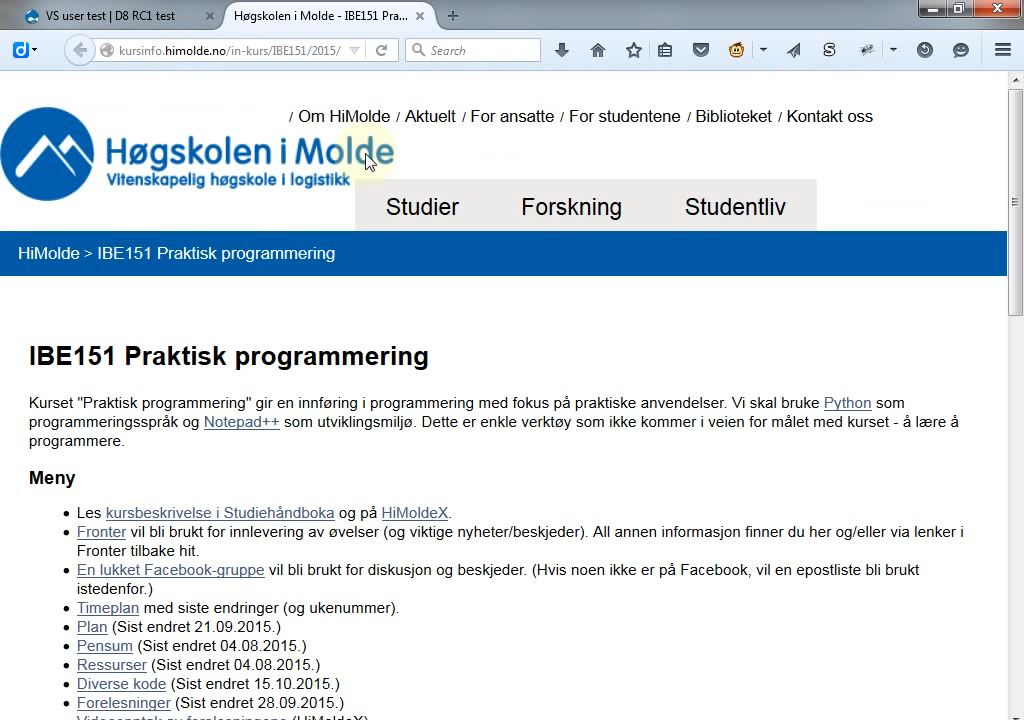 VS user test | D8 RC1 test
Høgskolen i Molde - IBE151 Pra...
kursinfo.himolde.no/in-kurs/IBE151/2015/
Search
/ Om HiMolde / Aktuelt / For ansatte / For studentene / Biblioteket / Kontakt oss
Høgskolen i Molde
Vitenskapelig høgskole i logistikk
Studier Forskning Studentliv
HiMolde > IBE151 Praktisk programmering
IBE151 Praktisk programmering
Kurset "Praktisk programmering" gir en innføring i programmering med fokus på praktiske anvendelser. Vi skal bruke Python som
programmeringsspråk og Notepad++ som utviklingsmiljø. Dette er enkle verktøy som ikke kommer i veien for målet med kurset - å lære å
programmere.
Meny
Les kursbeskrivelse i Studiehåndboka og på HiMoldeX.
Fronter vil bli brukt for innlevering av øvelser (og viktige nyheter/beskjeder). All annen informasjon finner du her og/eller via lenker i
Fronter tilbake hit.
En lukket Facebook-gruppe vil bli brukt for diskusjon og beskjeder. (Hvis noen ikke er på Facebook, vil en epostliste bli brukt
istedenfor.)
Timeplan med siste endringer (og ukenummer).
Plan (Sist endret 21.09.2015.)
Pensum (Sist endret 04.08.2015.)
Ressurser (Sist endret 04.08.2015.)
Diverse kode (Sist endret 15.10.2015.)
Forelesninger (Sist endret 28.09.2015.)
Videoopptak av forelesningene (HiMoldeX)